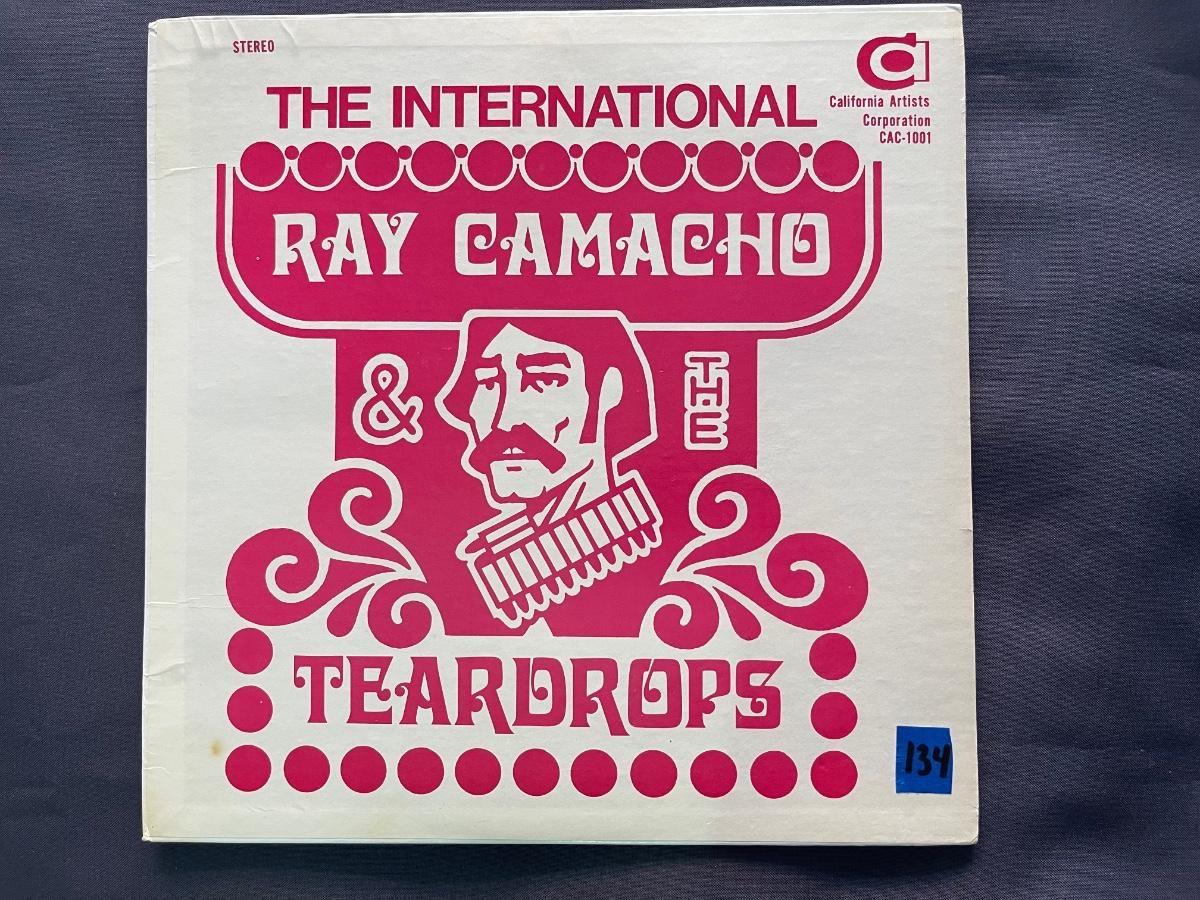 STEREO
California Artists
Corporation
CAC-1001
THE INTERNATIONAL
RAY CAMACHO
& THE
TEARDROPS
134